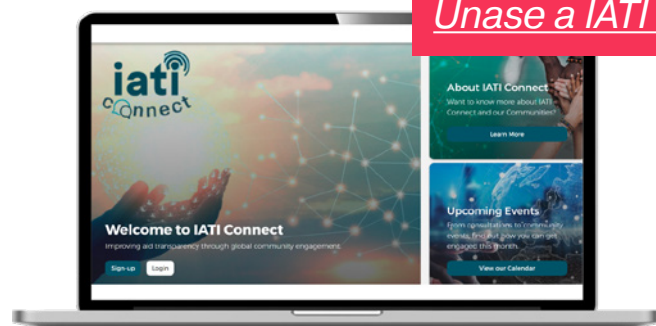 Unase a IATI
iati
connect
About IATI Connect
Want to know more about IATI
Connect and our Communities?
Learn More
Welcome to IATI Connect
Improving aid transparency through global community engagement.
Sign-up Login
Upcoming Events
From consultations to community
events, find out how you can get
engaged this month.
View our Calendar